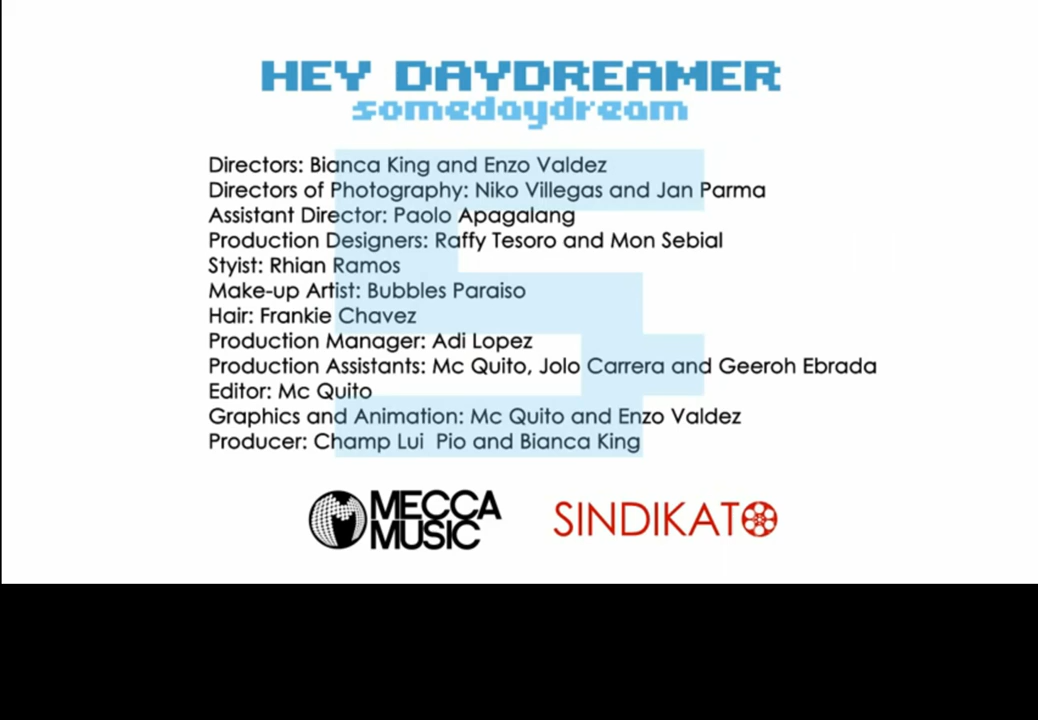 HEY DAYDREAMER
somedaydream
Directors: Bianca King and Enzo Valdez
Directors of Photography: Niko Villegas and Jan Parma
Assistant Director: Paolo Apagalang
Production Designers: Raffy Tesoro and Mon Sebial
Styist: Rhian Ramos
Make-up Artist: Bubbles Paraiso
Hair: Frankie Chavez
Production Manager: Adi Lopez
Production Assistants: Mc Quito, Jolo Carrera and Geeroh Ebrada
Editor: Mc Quito
Graphics and Animation: Mc Quito and Enzo Valdez
Producer: Champ Lui  Pio and Bianca King
MECCA
MUSIC
SINDIKATO